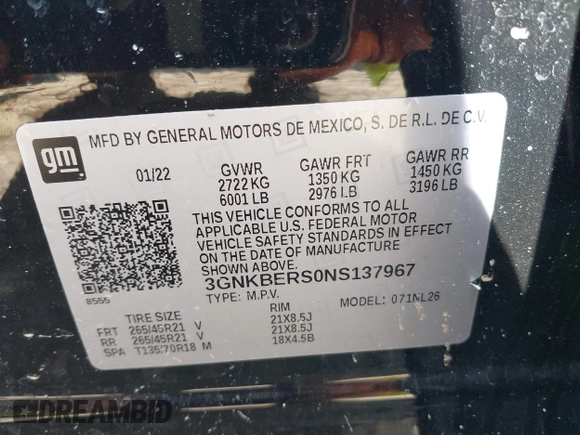 gm
MFD BY GENERAL MOTORS DE MEXICO, S. DE R.L. DE C.V.
01/22 GVWR GAWR FRT GAWR RR
2722 KG 1350 KG 1450 KG
6001 LB 2976 LB 3196 LB
THIS VEHICLE CONFORMS TO ALL
APPLICABLE U.S. FEDERAL MOTOR
VEHICLE SAFETY STANDARDS IN EFFECT
ON THE DATE OF MANUFACTURE
SHOWN ABOVE.
3GNKBERS0NS137967
8555
TYPE: M.P.V. MODEL: 071NL26
TIRE SIZE RIM
FRT 265/45R21 V 21X8.5J
RR 265/45R21 V 21X8.5J
SPA T135/70R18 M 18X4.5B
DREAMBID